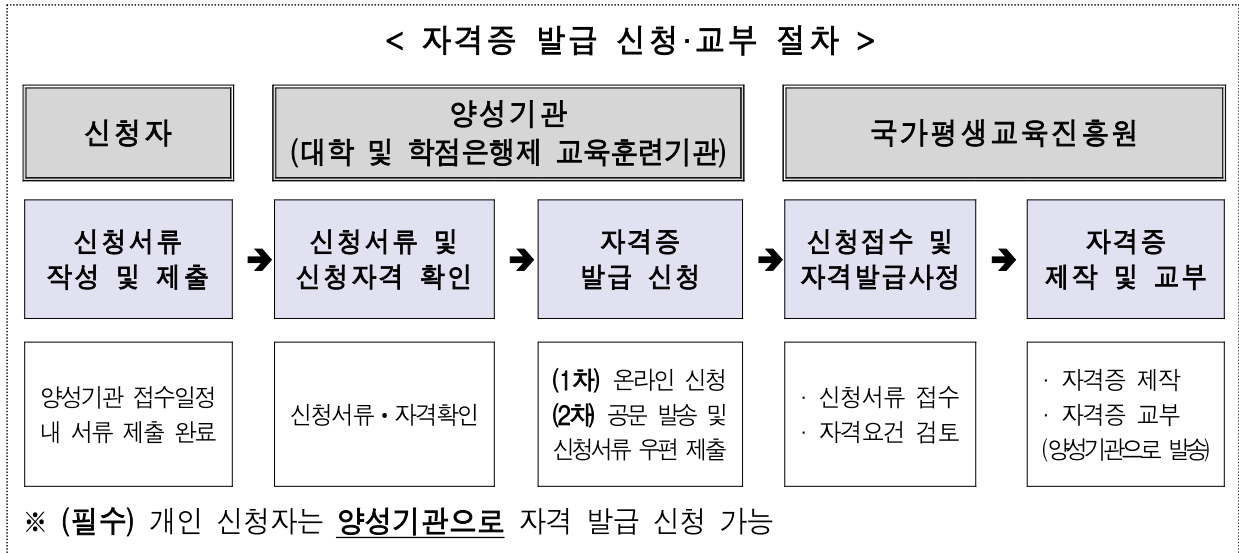 < 자격증 발급 신청·교부 절차 >
신청자
양성기관
(대학 및 학점은행제 교육훈련기관)
국가평생교육진흥원
신청서류
작성 및 제출
➔
신청서류 및
신청자격 확인
➔
자격증
발급 신청
➔
신청접수 및
자격발급사정
➔
자격증
제작 및 교부
양성기관 접수일정
내 서류 제출 완료
신청서류·자격확인
(1차) 온라인 신청
(2차) 공문 발송 및
신청서류 우편 제출
· 신청서류 접수
· 자격요건 검토
· 자격증 제작
· 자격증 교부
(양성기관으로 발송)
※ (필수) 개인 신청자는 양성기관으로 자격 발급 신청 가능